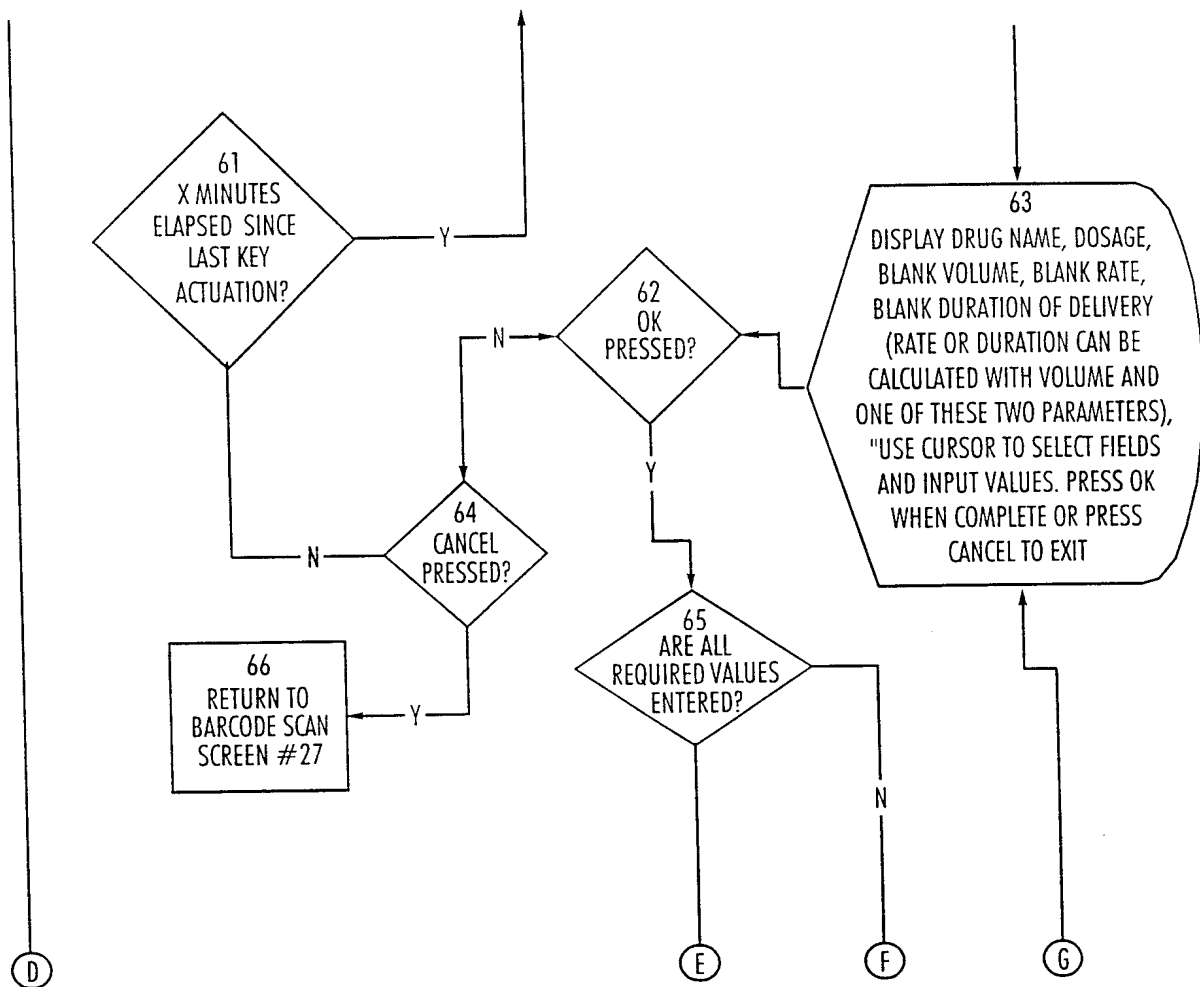 61
X MINUTES
ELAPSED SINCE
LAST KEY
ACTUATION?
Y
62
OK
PRESSED?
N
Y
63
DISPLAY DRUG NAME, DOSAGE,
BLANK VOLUME, BLANK RATE,
BLANK DURATION OF DELIVERY
(RATE OR DURATION CAN BE
CALCULATED WITH VOLUME AND
ONE OF THESE TWO PARAMETERS),
"USE CURSOR TO SELECT FIELDS
AND INPUT VALUES. PRESS OK
WHEN COMPLETE OR PRESS
CANCEL TO EXIT
64
CANCEL
PRESSED?
N
Y
65
ARE ALL
REQUIRED VALUES
ENTERED?
N
66
RETURN TO
BARCODE SCAN
SCREEN #27
D
E
F
G